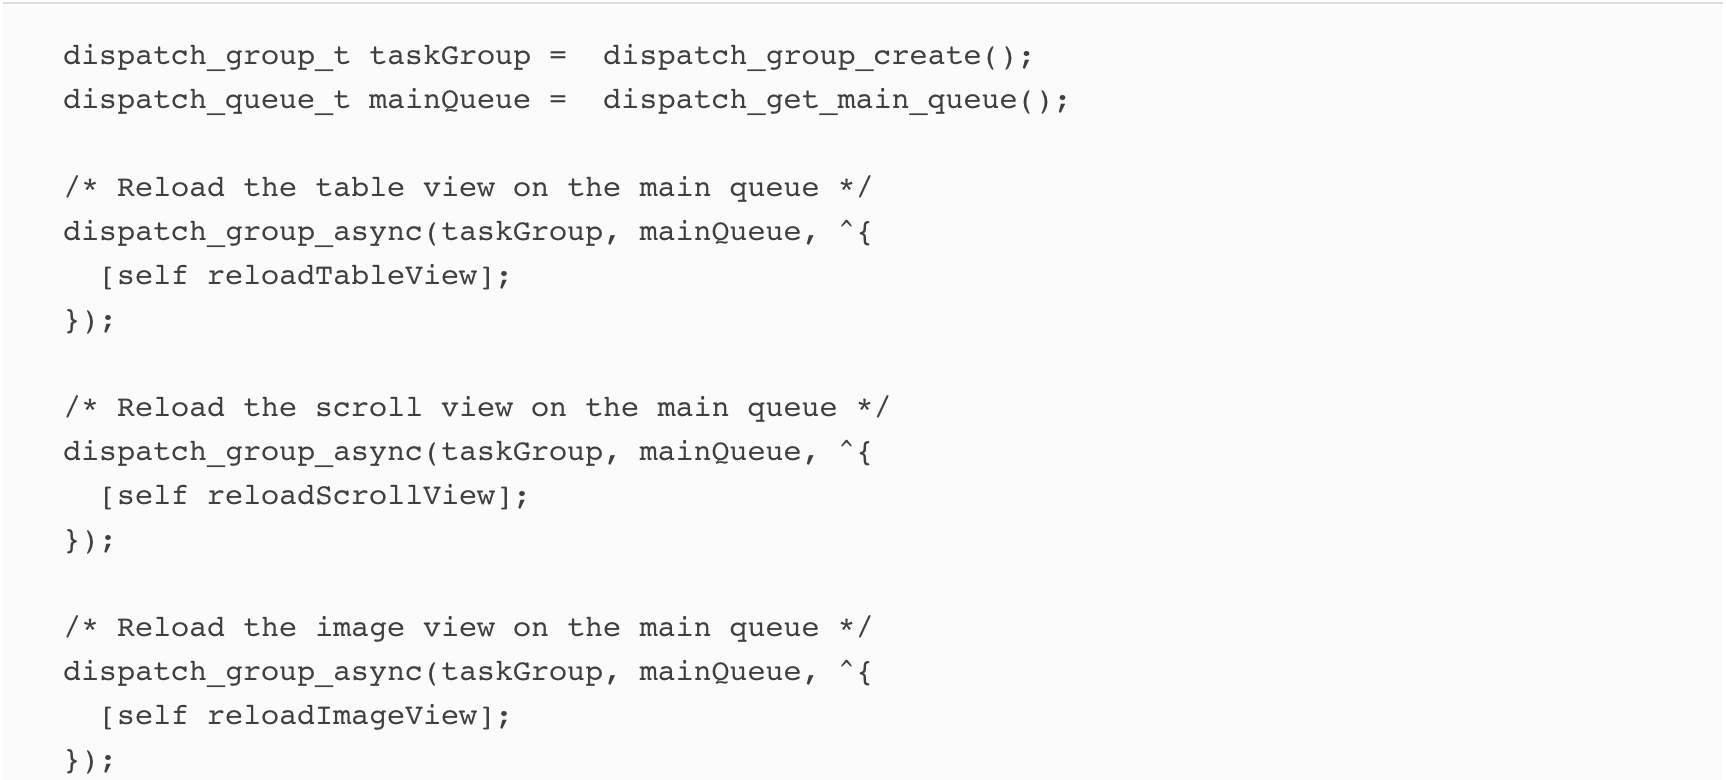 dispatch_group_t taskGroup =  dispatch_group_create();
dispatch_queue_t mainQueue =  dispatch_get_main_queue();
/* Reload the table view on the main queue */
dispatch_group_async(taskGroup, mainQueue, ^{
  [self reloadTableView];
});
/* Reload the scroll view on the main queue */
dispatch_group_async(taskGroup, mainQueue, ^{
  [self reloadScrollView];
});
/* Reload the image view on the main queue */
dispatch_group_async(taskGroup, mainQueue, ^{
  [self reloadImageView];
});